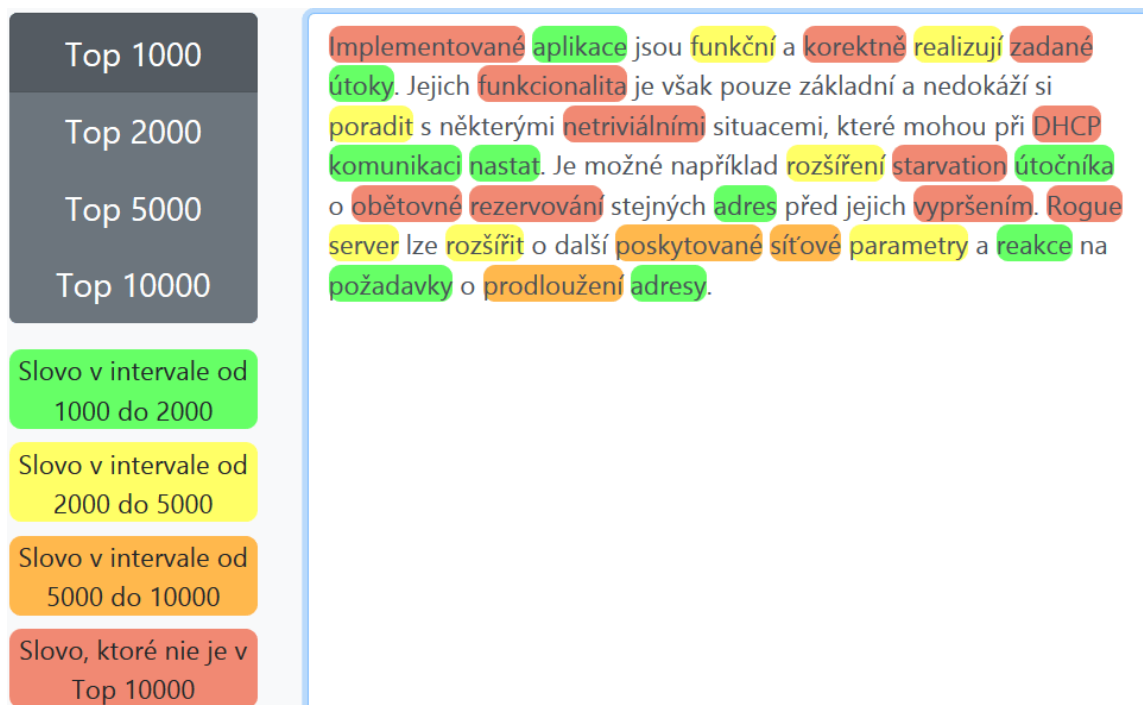 Top 1000
Top 2000
Top 5000
Top 10000
Slovo v intervale od
1000 do 2000
Slovo v intervale od
2000 do 5000
Slovo v intervale od
5000 do 10000
Slovo, ktoré nie je v
Top 10000
Implementované aplikace jsou funkční a korektně realizují zadané
útoky. Jejich funkcionalita je však pouze základní a nedokáží si
poradit s některými netriviálními situacemi, které mohou při DHCP
komunikaci nastat. Je možné například rozšíření starvation útočníka
o obětovné rezervování stejných adres před jejich vypršením. Rogue
server lze rozšířit o další poskytované síťové parametry a reakce na
požadavky o prodloužení adresy.